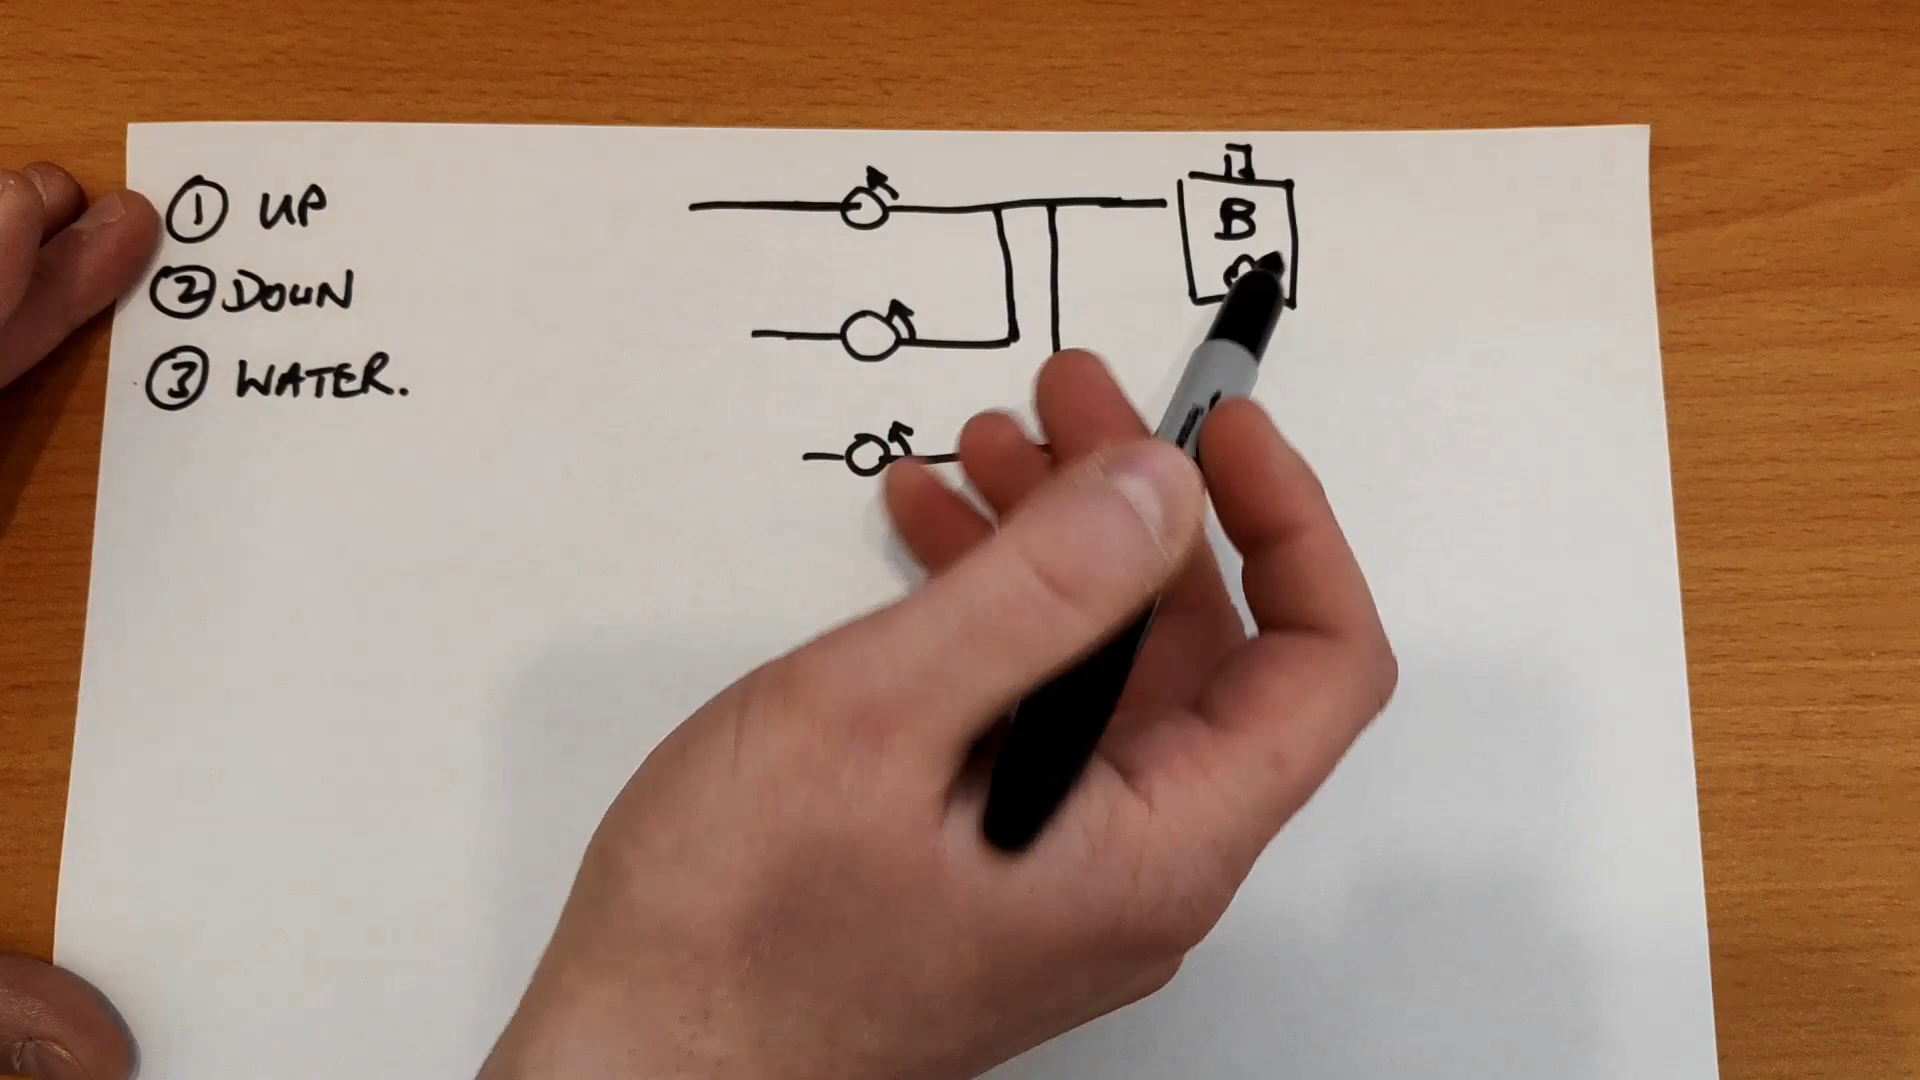 ① UP
② DOWN
③ WATER.
B